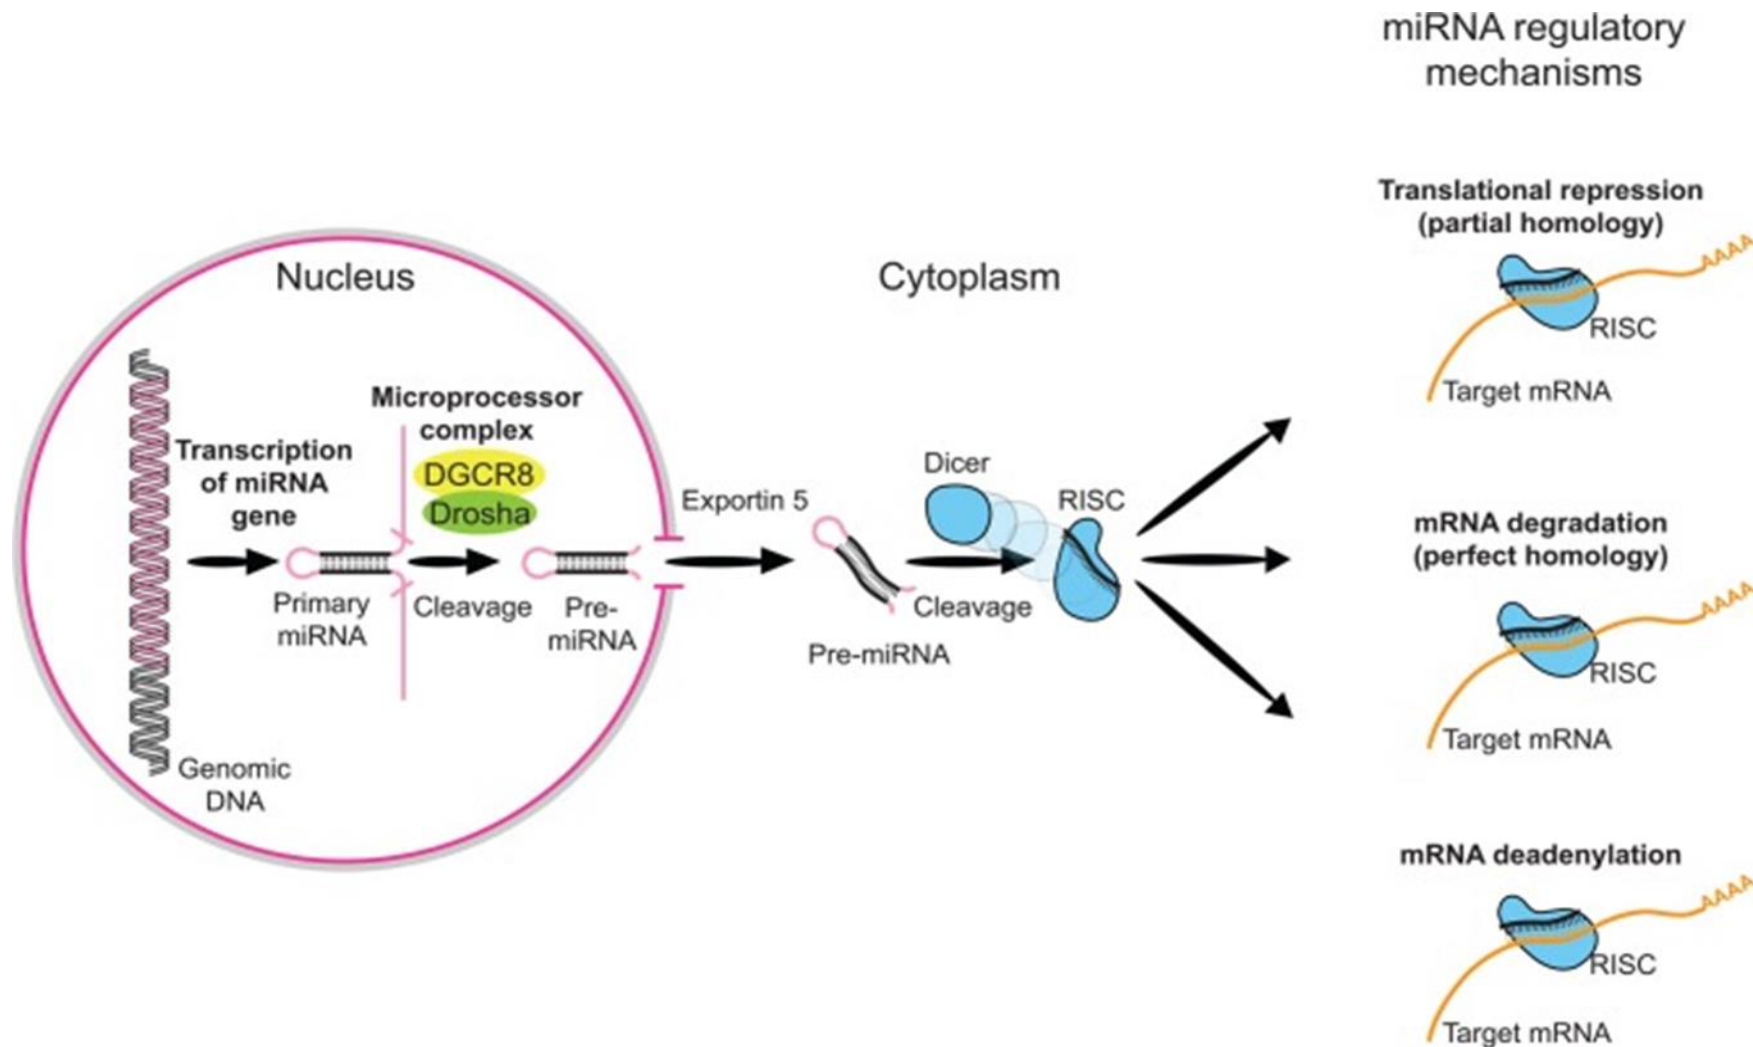 miRNA regulatory
mechanisms
Translational repression
(partial homology)
AAAA
RISC
Target mRNA
Nucleus
Cytoplasm
Microprocessor
complex
DGCR8
Drosha
Transcription
of miRNA
gene
Primary
miRNA
Cleavage
Pre-
miRNA
Genomic
DNA
Exportin 5
Pre-miRNA
Dicer
Cleavage
RISC
mRNA degradation
(perfect homology)
AAAA
RISC
Target mRNA
mRNA deadenylation
AAAA
RISC
Target mRNA